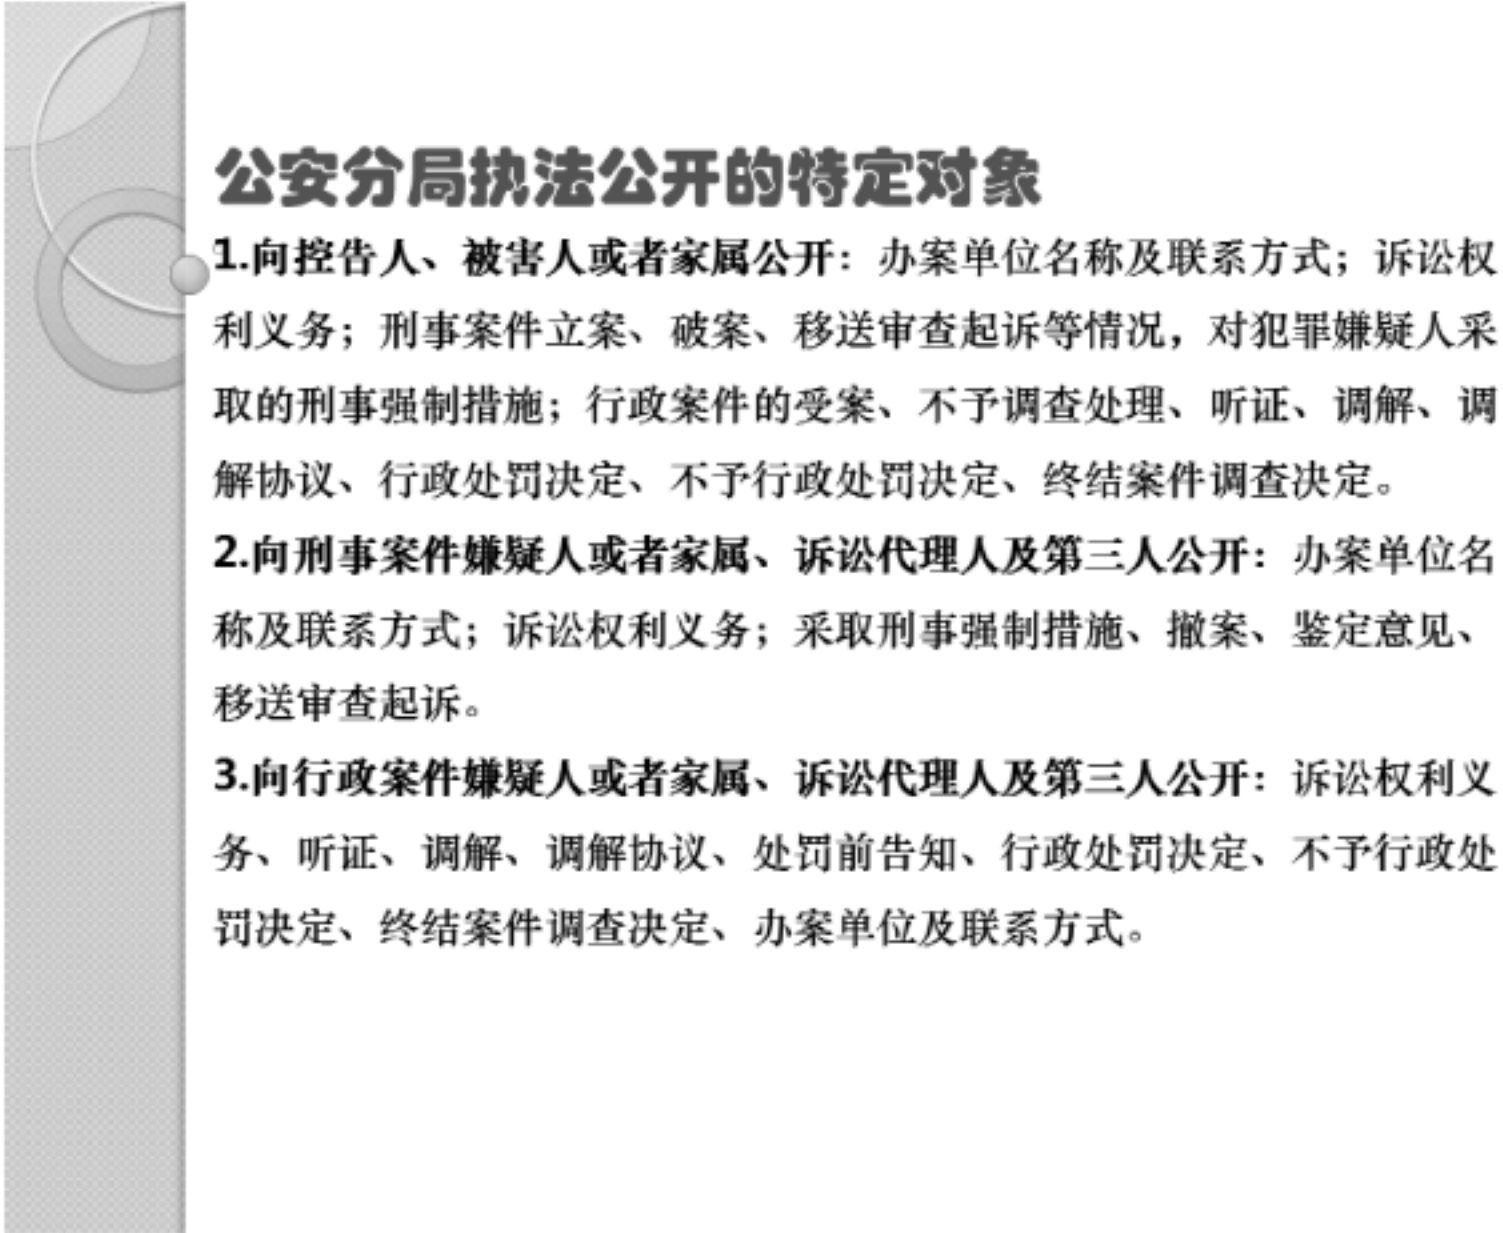 公安分局执法公开的特定对象
1.向控告人、被害人或者家属公开：办案单位名称及联系方式；诉讼权
利义务；刑事案件立案、破案、移送审查起诉等情况，对犯罪嫌疑人采
取的刑事强制措施；行政案件的受案、不予调查处理、听证、调解、调
解协议、行政处罚决定、不予行政处罚决定、终结案件调查决定。
2.向刑事案件嫌疑人或者家属、诉讼代理人及第三人公开：办案单位名
称及联系方式；诉讼权利义务；采取刑事强制措施、撤案、鉴定意见、
移送审查起诉。
3.向行政案件嫌疑人或者家属、诉讼代理人及第三人公开：诉讼权利义
务、听证、调解、调解协议、处罚前告知、行政处罚决定、不予行政处
罚决定、终结案件调查决定、办案单位及联系方式。